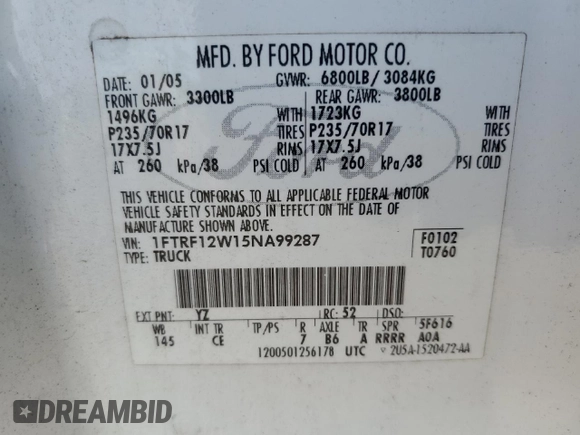 MFD. BY FORD MOTOR CO.
DATE: 01/05 GVWR: 6800LB/ 3084KG
FRONT GAWR: 3300LB REAR GAWR: 3800LB
1496KG WITH 1723KG WITH
P235/70R17 TIRES P235/70R17 TIRES
17X7.5J RIMS 17X7.5J RIMS
AT 260 kPa/38 PSI COLD AT 260 kPa/38 PSI COLD
THIS VEHICLE CONFORMS TO ALL APPLICABLE FEDERAL MOTOR
VEHICLE SAFETY STANDARDS IN EFFECT ON THE DATE OF
MANUFACTURE SHOWN ABOVE.
VIN: 1FTRF12W15NA99287 F0102
TYPE: TRUCK T0760
EXT PNT: YZ RC: 52 DSO:
WB INT TR TP/PS R AXLE TR SPR 5F616
145 CE 7 B6 A RRRR A0A
1200501256178 UTC v 2U5A-1520472-AA
Ford
DREAMBID